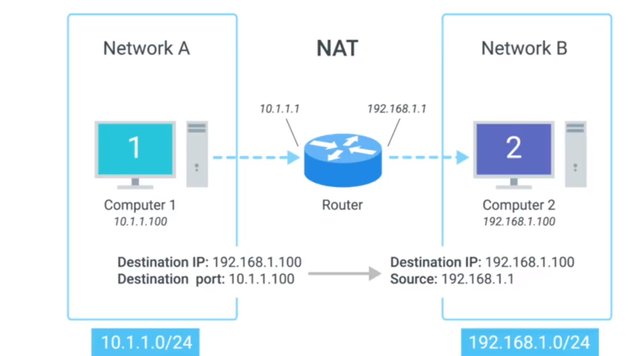 Network A
NAT
Network B
10.1.1.1
192.168.1.1
1
2
Computer 1
10.1.1.100
Router
Computer 2
192.168.1.100
Destination IP: 192.168.1.100
Destination port: 10.1.1.100
Destination IP: 192.168.1.100
Source: 192.168.1.1
10.1.1.0/24
192.168.1.0/24